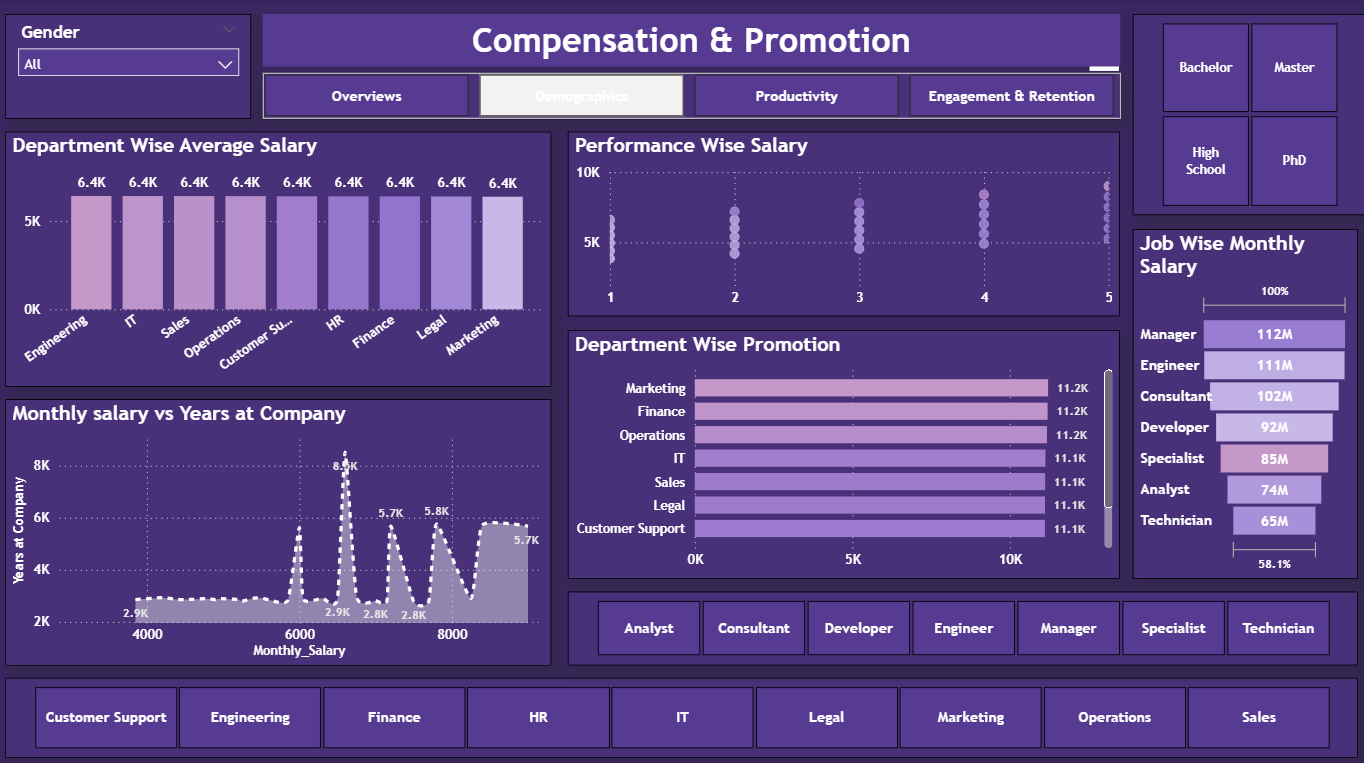 Gender
All
Compensation & Promotion
Overviews
Demographics
Productivity
Engagement & Retention
Bachelor
Master
High
School
PhD
Department Wise Average Salary
6.4K 6.4K 6.4K 6.4K 6.4K 6.4K 6.4K 6.4K 6.4K
5K
0K
Engineering
IT
Sales
Operations
Customer Su...
HR
Finance
Legal
Marketing
Performance Wise Salary
10K
5K
1 2 3 4 5
Job Wise Monthly
Salary
100%
Manager 112M
Engineer 111M
Consultant 102M
Developer 92M
Specialist 85M
Analyst 74M
Technician 65M
58.1%
Department Wise Promotion
Marketing 11.2K
Finance 11.2K
Operations 11.2K
IT 11.1K
Sales 11.1K
Legal 11.1K
Customer Support 11.1K
0K 5K 10K
Monthly salary vs Years at Company
Years at Company
8K
6K
4K
2K
2.9K
2.9K
2.8K
5.7K
2.8K
5.8K
5.7K
4000 6000 8000
Monthly_Salary
Analyst
Consultant
Developer
Engineer
Manager
Specialist
Technician
Customer Support
Engineering
Finance
HR
IT
Legal
Marketing
Operations
Sales